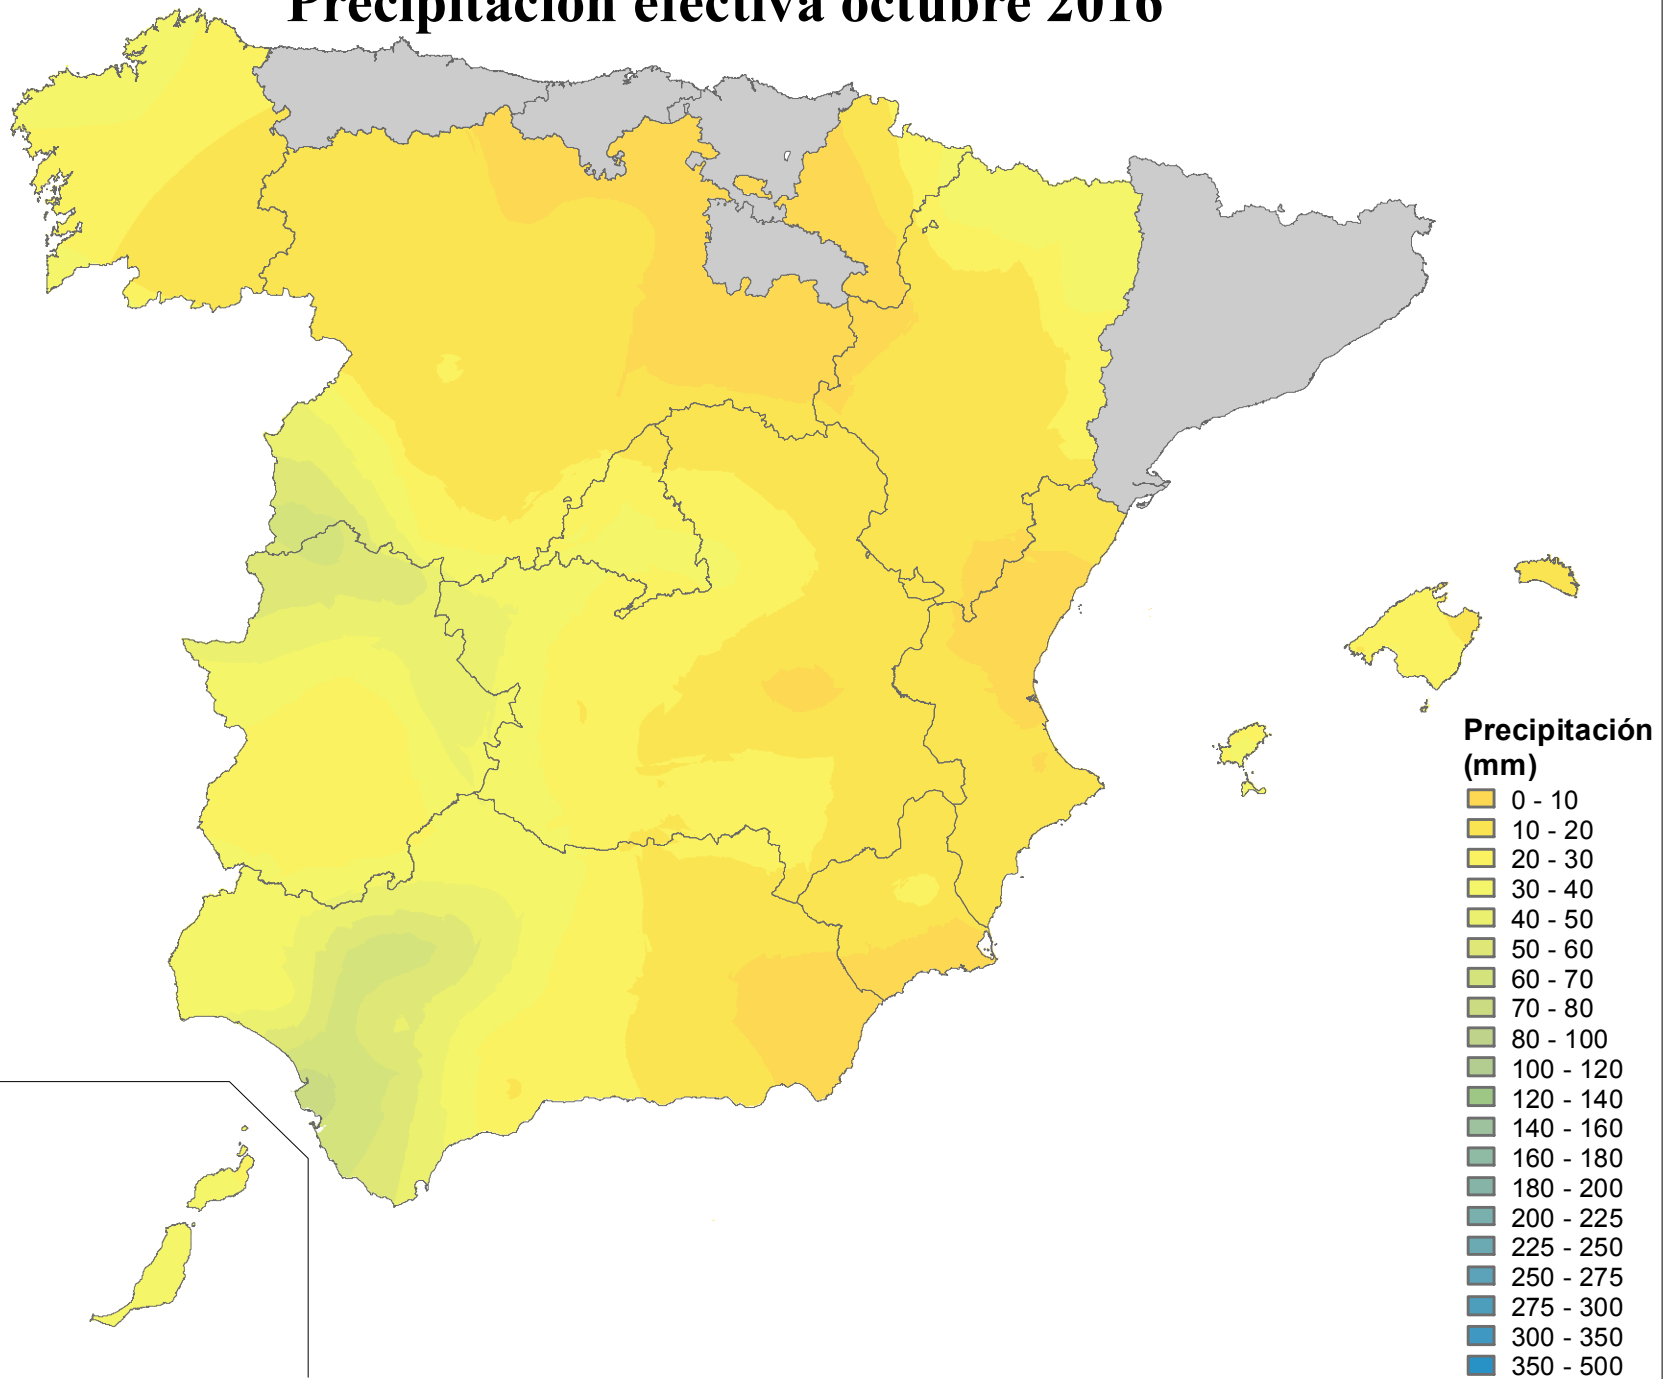 Precipitación efectiva octubre 2016
Precipitación
(mm)
0 - 10
10 - 20
20 - 30
30 - 40
40 - 50
50 - 60
60 - 70
70 - 80
80 - 100
100 - 120
120 - 140
140 - 160
160 - 180
180 - 200
200 - 225
225 - 250
250 - 275
275 - 300
300 - 350
350 - 500